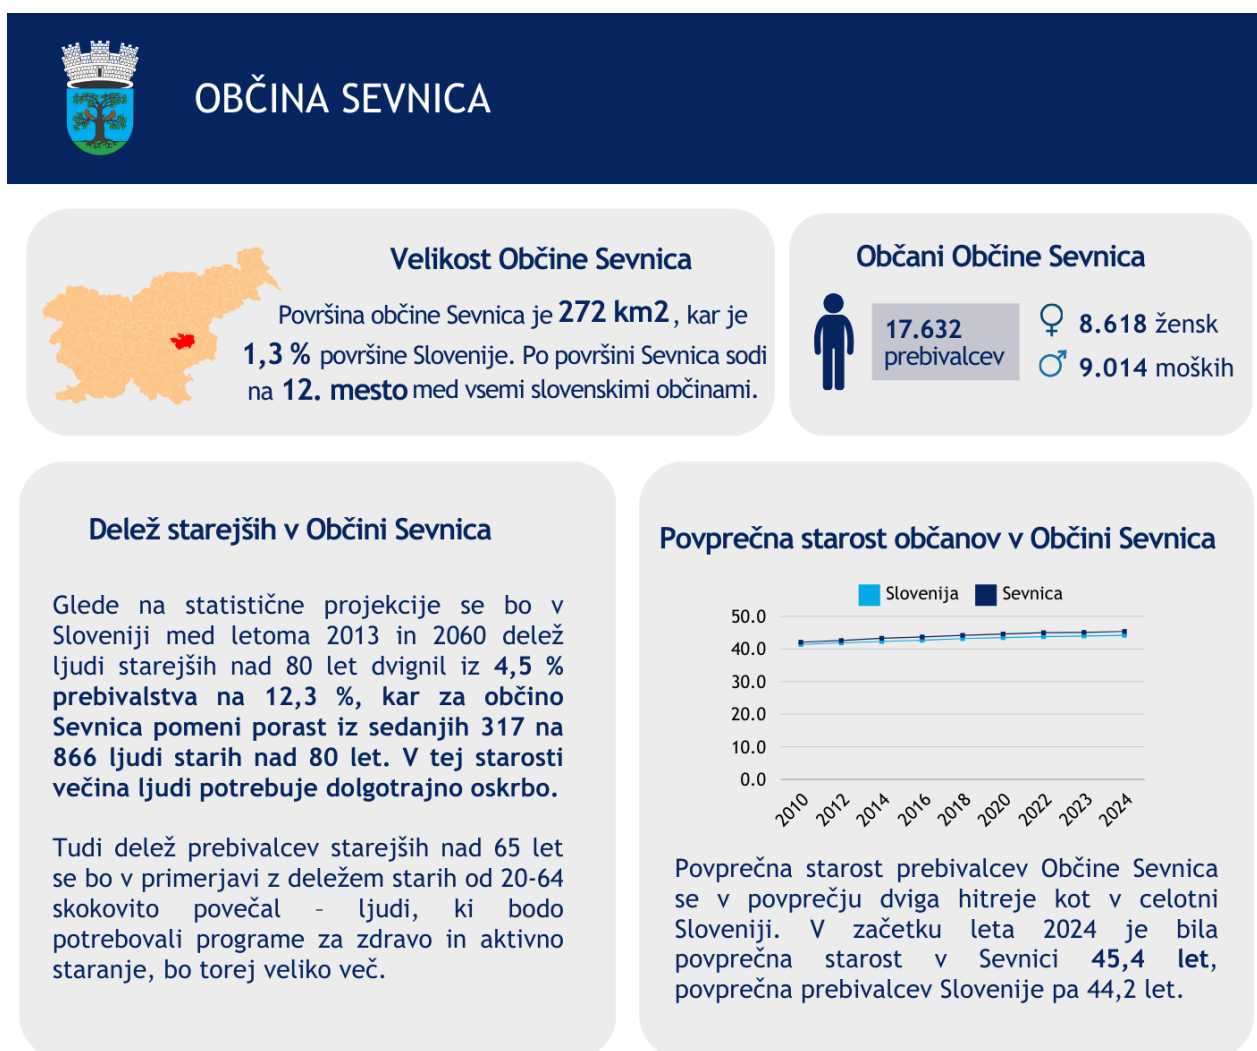 OBČINA SEVNICA
Velikost Občine Sevnica
Površina občine Sevnica je 272 km2, kar je
1,3 % površine Slovenije. Po površini Sevnica sodi
na 12. mesto med vsemi slovenskimi občinami.
Občani Občine Sevnica
17.632
prebivalcev
8.618 žensk
9.014 moških
Delež starejših v Občini Sevnica
Glede na statistične projekcije se bo v
Sloveniji med letoma 2013 in 2060 delež
ljudi starejših nad 80 let dvignil iz 4,5 %
prebivalstva na 12,3 %, kar za občino
Sevnica pomeni porast iz sedanjih 317 na
866 ljudi starih nad 80 let. V tej starosti
večina ljudi potrebuje dolgotrajno oskrbo.
Tudi delež prebivalcev starejših nad 65 let
se bo v primerjavi z deležem starih od 20-64
skokovito povečal – ljudi, ki bodo
potrebovali programe za zdravo in aktivno
staranje, bo torej veliko več.
Povprečna starost občanov v Občini Sevnica
Slovenija Sevnica
50.0
40.0
30.0
20.0
10.0
0.0
2010 2012 2014 2016 2018 2020 2022 2023 2024
Povprečna starost prebivalcev Občine Sevnica
se v povprečju dviga hitreje kot v celotni
Sloveniji. V začetku leta 2024 je bila
povprečna starost v Sevnici 45,4 let,
povprečna prebivalcev Slovenije pa 44,2 let.